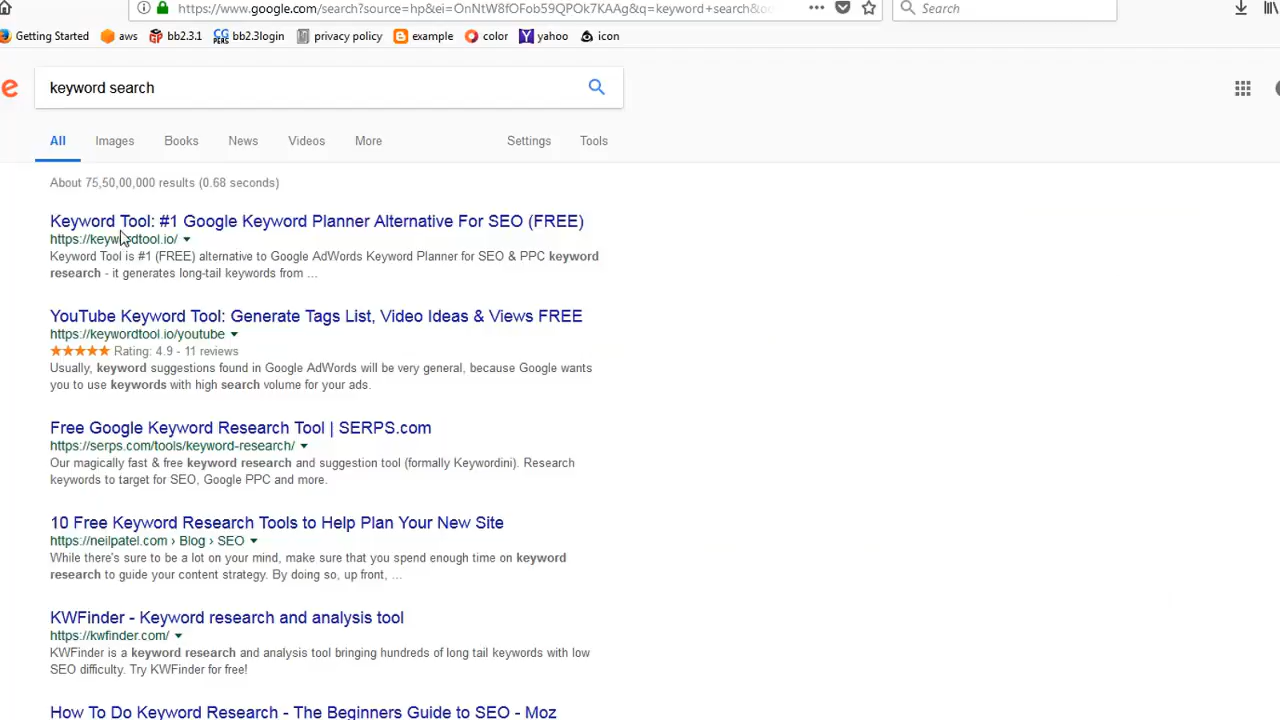 https://www.google.com/search?source=hp&ei=OnNtW8fOFob59QPOk7KAAg&q=keyword+search&o
Search
Getting Started aws bb2.3.1 bb2.3login privacy policy example color yahoo icon
e keyword search
All Images Books News Videos More Settings Tools
About 75,50,00,000 results (0.68 seconds)
Keyword Tool: #1 Google Keyword Planner Alternative For SEO (FREE)
https://keywordtool.io/
Keyword Tool is #1 (FREE) alternative to Google AdWords Keyword Planner for SEO & PPC keyword
research - it generates long-tail keywords from ...
YouTube Keyword Tool: Generate Tags List, Video Ideas & Views FREE
https://keywordtool.io/youtube
★★★★★ Rating: 4.9 - 11 reviews
Usually, keyword suggestions found in Google AdWords will be very general, because Google wants
you to use keywords with high search volume for your ads.
Free Google Keyword Research Tool | SERPS.com
https://serps.com/tools/keyword-research/
Our magically fast & free keyword research and suggestion tool (formally Keywordini). Research
keywords to target for SEO, Google PPC and more.
10 Free Keyword Research Tools to Help Plan Your New Site
https://neilpatel.com › Blog › SEO
While there's sure to be a lot on your mind, make sure that you spend enough time on keyword
research to guide your content strategy. By doing so, up front, ...
KWFinder - Keyword research and analysis tool
https://kwfinder.com/
KWFinder is a keyword research and analysis tool bringing hundreds of long tail keywords with low
SEO difficulty. Try KWFinder for free!
How To Do Keyword Research - The Beginners Guide to SEO - Moz